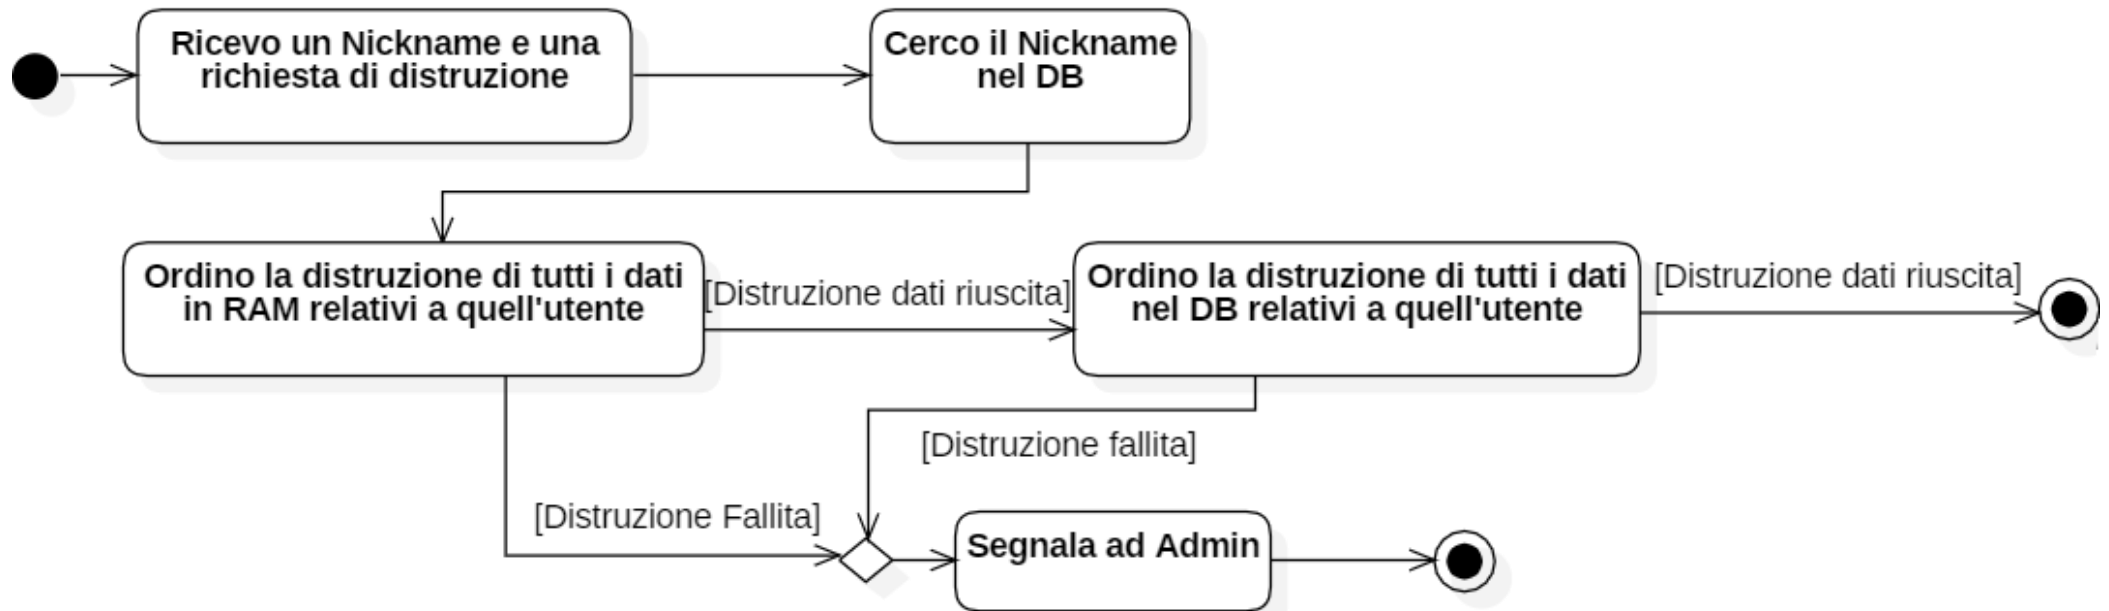 Ricevo un Nickname e una
richiesta di distruzione
Cerco il Nickname
nel DB
Ordino la distruzione di tutti i dati
in RAM relativi a quell'utente
[Distruzione dati riuscita]
Ordino la distruzione di tutti i dati
nel DB relativi a quell'utente
[Distruzione dati riuscita]
[Distruzione fallita]
[Distruzione Fallita]
Segnala ad Admin